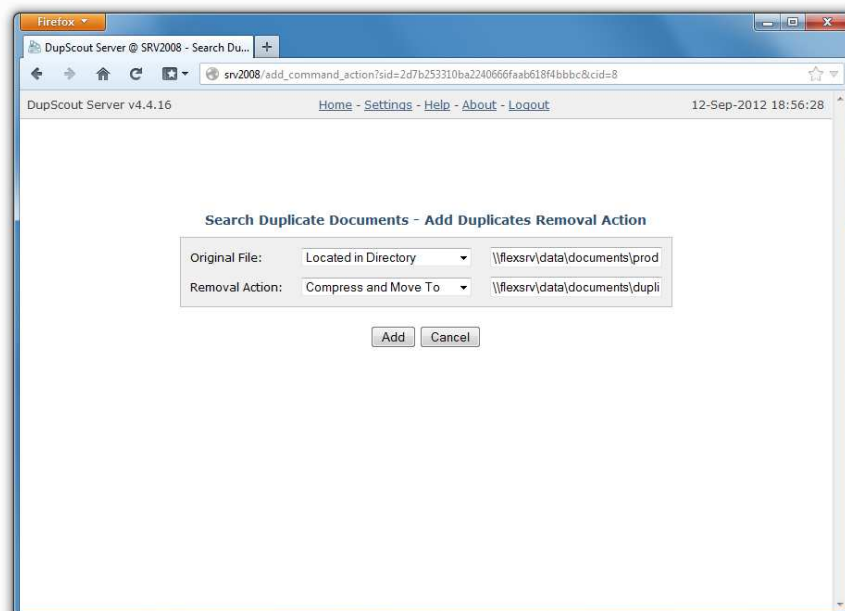 Firefox
DupScout Server @ SRV2008 - Search Du...
srv2008/add_command_action?sid=2d7b253310ba2240666faab618f4bbbc&cid=8
DupScout Server v4.4.16 Home - Settings - Help - About - Logout 12-Sep-2012 18:56:28
Search Duplicate Documents - Add Duplicates Removal Action
Original File: Located in Directory \\flexsrv\data\documents\prod
Removal Action: Compress and Move To \\flexsrv\data\documents\dupli
Add Cancel